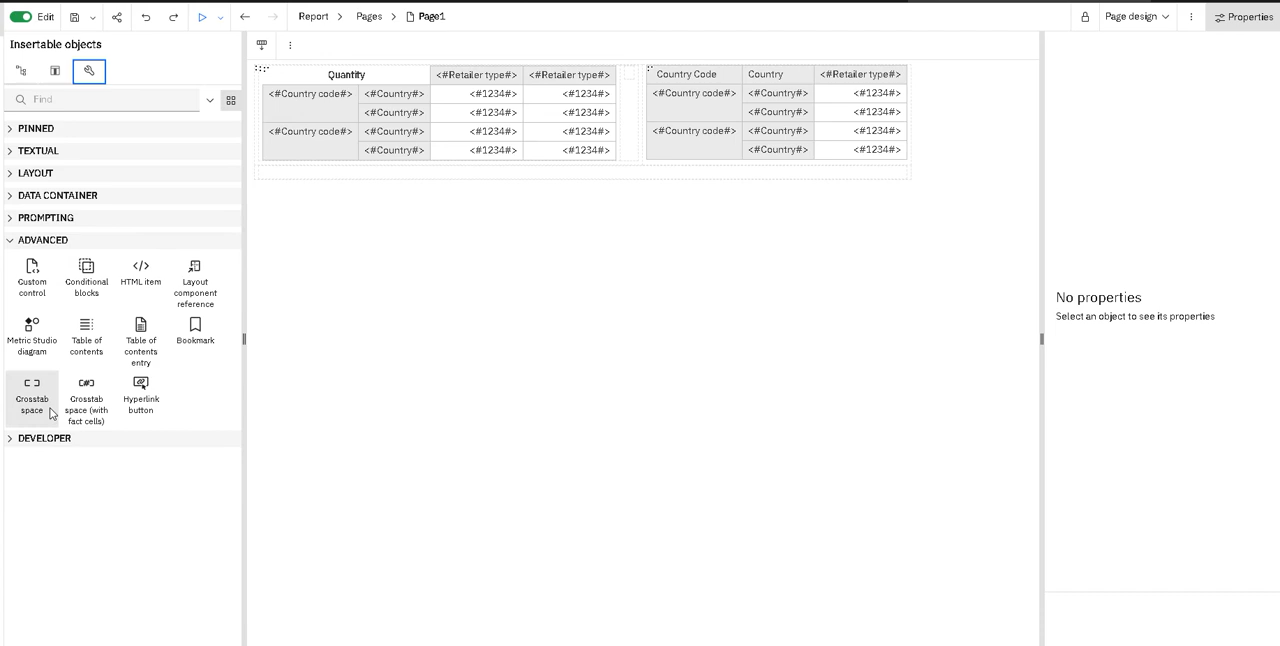 Edit
Report > Pages > Page1
Page design
Properties
Insertable objects
Find
PINNED
TEXTUAL
LAYOUT
DATA CONTAINER
PROMPTING
ADVANCED
Custom control
Conditional blocks
HTML item
Layout component reference
Metric Studio diagram
Table of contents
Table of contents entry
Bookmark
Crosstab space
Crosstab space (with fact cells)
Hyperlink button
DEVELOPER
Quantity <#Retailer type#> <#Retailer type#>
<#Country code#> <#Country#> <#1234#> <#1234#>
<#Country#> <#1234#> <#1234#>
<#Country code#> <#Country#> <#1234#> <#1234#>
<#Country#> <#1234#> <#1234#>
Country Code Country <#Retailer type#>
<#Country code#> <#Country#> <#1234#>
<#Country#> <#1234#>
<#Country code#> <#Country#> <#1234#>
<#Country#> <#1234#>
No properties
Select an object to see its properties